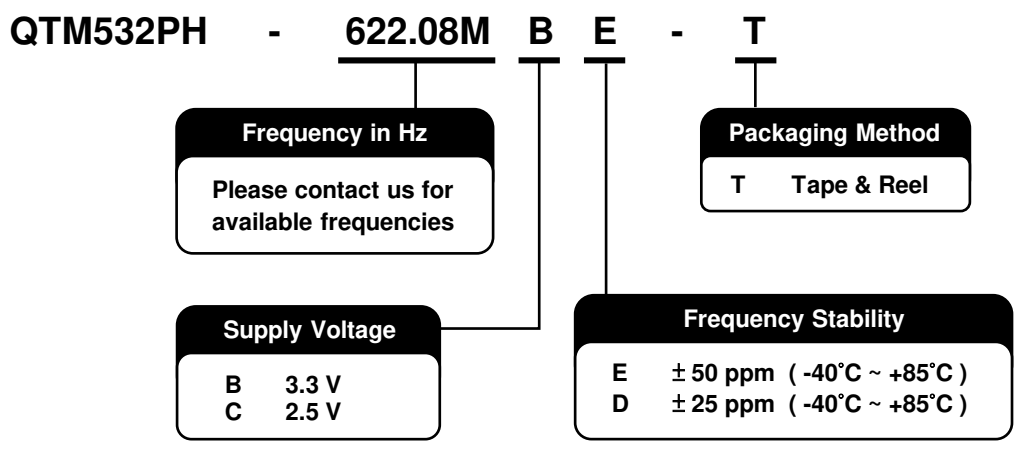 QTM532PH - 622.08M B E - T
Frequency in Hz
Please contact us for
available frequencies
Packaging Method
T Tape & Reel
Supply Voltage
B 3.3 V
C 2.5 V
Frequency Stability
E ± 50 ppm ( -40˚C ~ +85˚C )
D ± 25 ppm ( -40˚C ~ +85˚C )